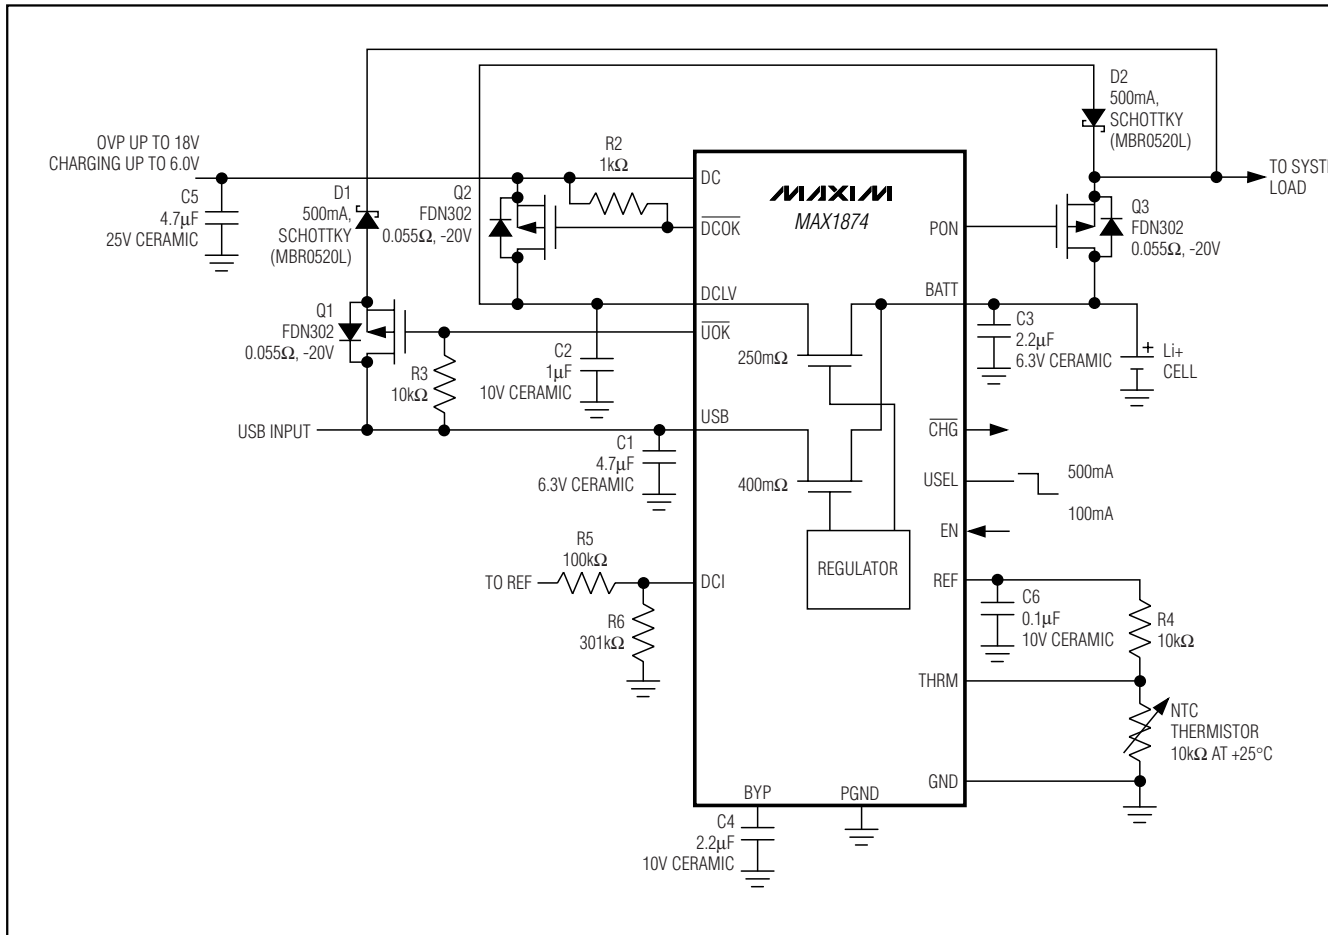 D2
500mA,
SCHOTTKY
(MBR0520L)
OVP UP TO 18V
CHARGING UP TO 6.0V
C5
4.7µF
25V CERAMIC
D1
500mA,
SCHOTTKY
(MBR0520L)
Q2
FDN302
0.055Ω, -20V
R2
1kΩ
DC
MAXIM
MAX1874
DCOK
PON
TO SYSTE
LOAD
Q3
FDN302
0.055Ω, -20V
DCLV
BATT
Q1
FDN302
0.055Ω, -20V
UOK
R3
10kΩ
C2
1µF
10V CERAMIC
250mΩ
C3
2.2µF
6.3V CERAMIC
+
Li+
CELL
USB INPUT
USB
C1
4.7µF
6.3V CERAMIC
400mΩ
CHG
USEL
500mA
100mA
EN
R5
100kΩ
TO REF
DCI
R6
301kΩ
REGULATOR
REF
C6
0.1µF
10V CERAMIC
R4
10kΩ
THRM
NTC
THERMISTOR
10kΩ AT +25°C
GND
BYP
PGND
C4
2.2µF
10V CERAMIC